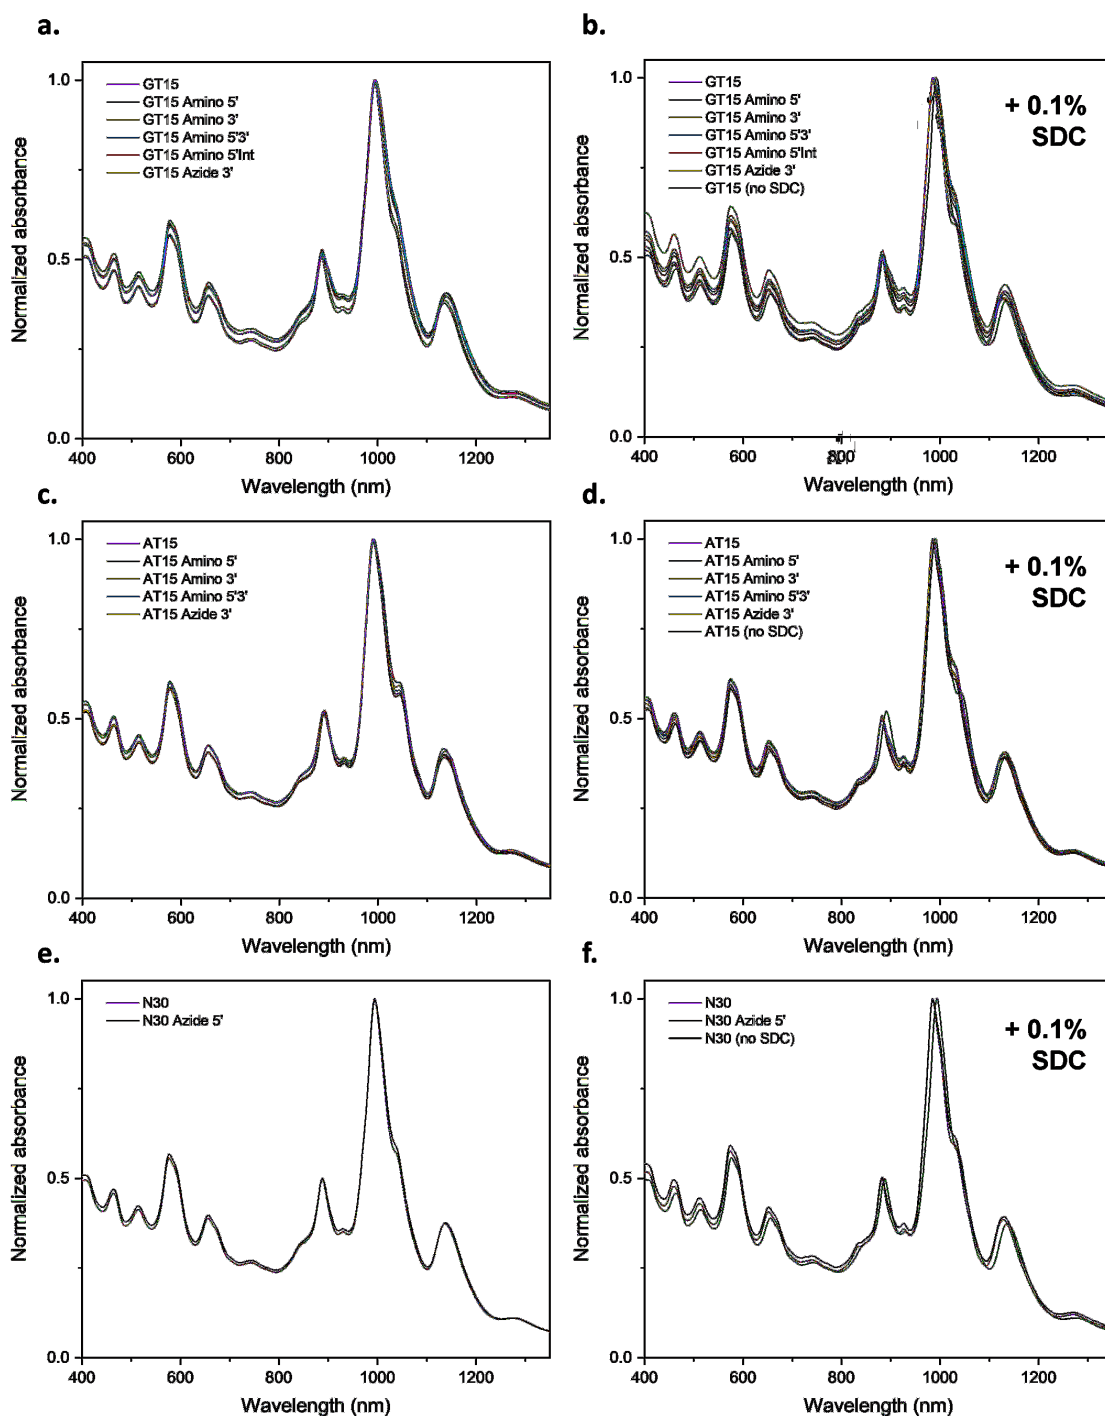 a.
Normalized absorbance
1.0
0.5
0.0
GT15
GT15 Amino 5'
GT15 Amino 3'
GT15 Amino 5'3'
GT15 Amino 5'Int
GT15 Azide 3'
400 600 800 1000 1200
Wavelength (nm)
b.
Normalized absorbance
1.0
0.5
0.0
GT15
GT15 Amino 5'
GT15 Amino 3'
GT15 Amino 5'3'
GT15 Amino 5'Int
GT15 Azide 3'
GT15 (no SDC)
+ 0.1%
SDC
400 600 800 1000 1200
Wavelength (nm)
c.
Normalized absorbance
1.0
0.5
0.0
AT15
AT15 Amino 5'
AT15 Amino 3'
AT15 Amino 5'3'
AT15 Azide 3'
400 600 800 1000 1200
Wavelength (nm)
d.
Normalized absorbance
1.0
0.5
0.0
AT15
AT15 Amino 5'
AT15 Amino 3'
AT15 Amino 5'3'
AT15 Azide 3'
AT15 (no SDC)
+ 0.1%
SDC
400 600 800 1000 1200
Wavelength (nm)
e.
Normalized absorbance
1.0
0.5
0.0
N30
N30 Azide 5'
400 600 800 1000 1200
Wavelength (nm)
f.
Normalized absorbance
1.0
0.5
0.0
N30
N30 Azide 5'
N30 (no SDC)
+ 0.1%
SDC
400 600 800 1000 1200
Wavelength (nm)